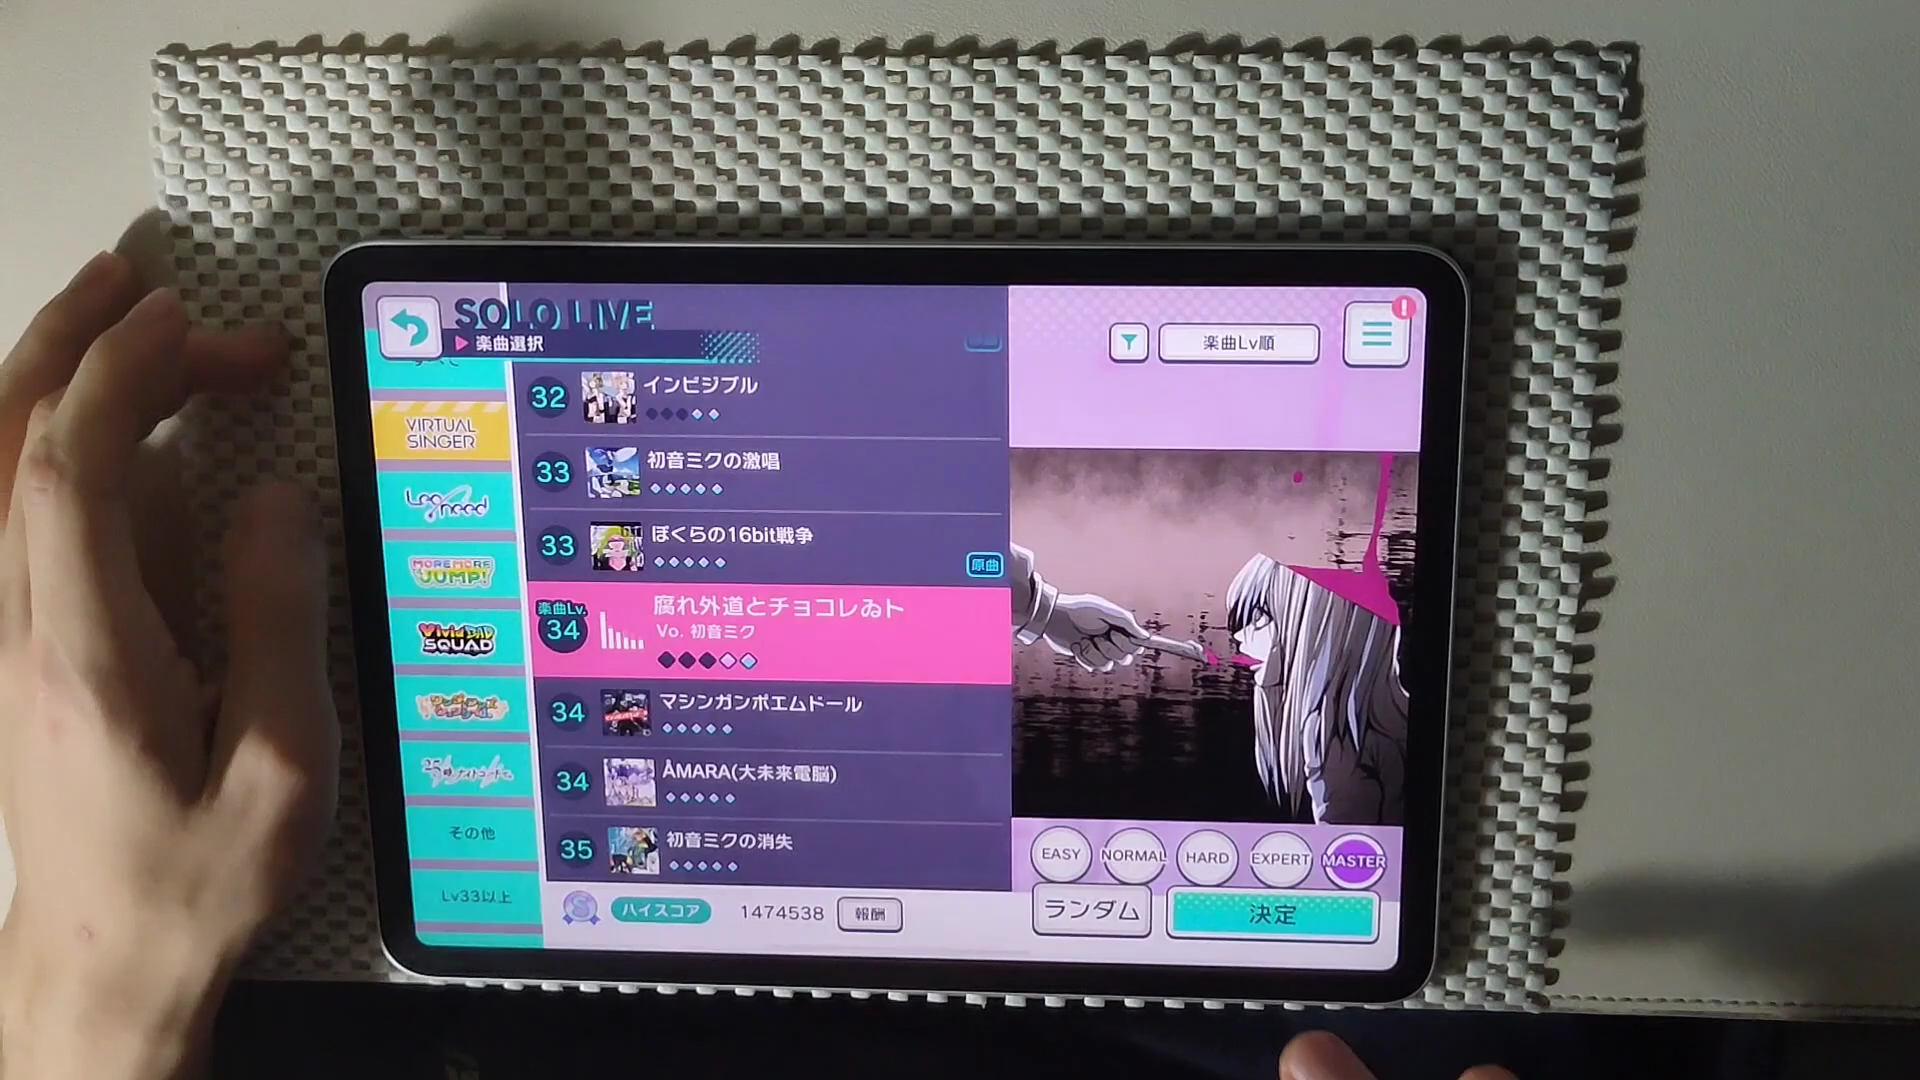 SOLO LIVE
楽曲選択
楽曲Lv順
!
VIRTUAL
SINGER
Leo/need
MORE MORE
JUMP!
Vivid BAD
SQUAD
その他
Lv33以上
32
インビジブル
33
初音ミクの激唱
33
ぼくらの16bit戦争
原曲
楽曲Lv.
34
腐れ外道とチョコレゐト
Vo. 初音ミク
34
マシンガンポエムドール
34
ÅMARA(大未来電脳)
35
初音ミクの消失
EASY
NORMAL
HARD
EXPERT
MASTER
S
ハイスコア
1474538
報酬
ランダム
決定